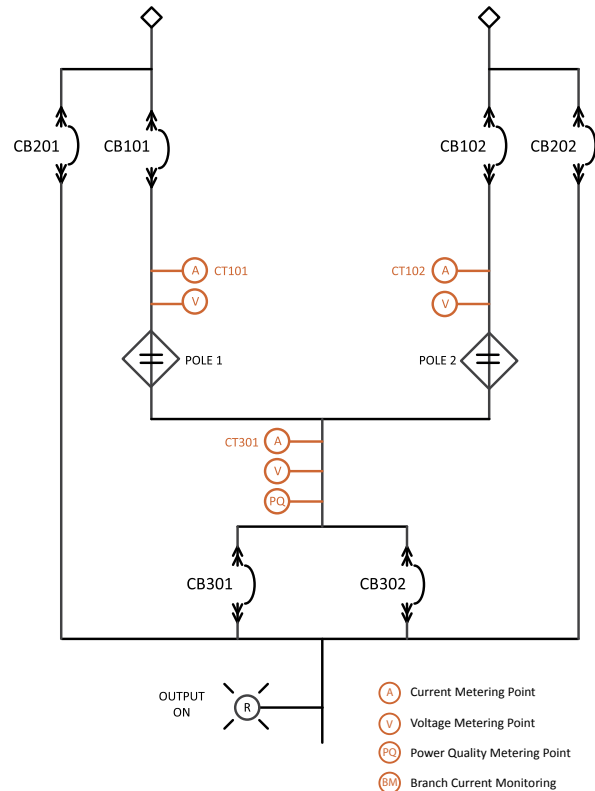 CB201
CB101
CB102
CB202
A
CT101
CT102
A
V
V
POLE 1
POLE 2
CT301
A
V
PQ
CB301
CB302
OUTPUT
ON
R
A Current Metering Point
V Voltage Metering Point
PQ Power Quality Metering Point
BM Branch Current Monitoring